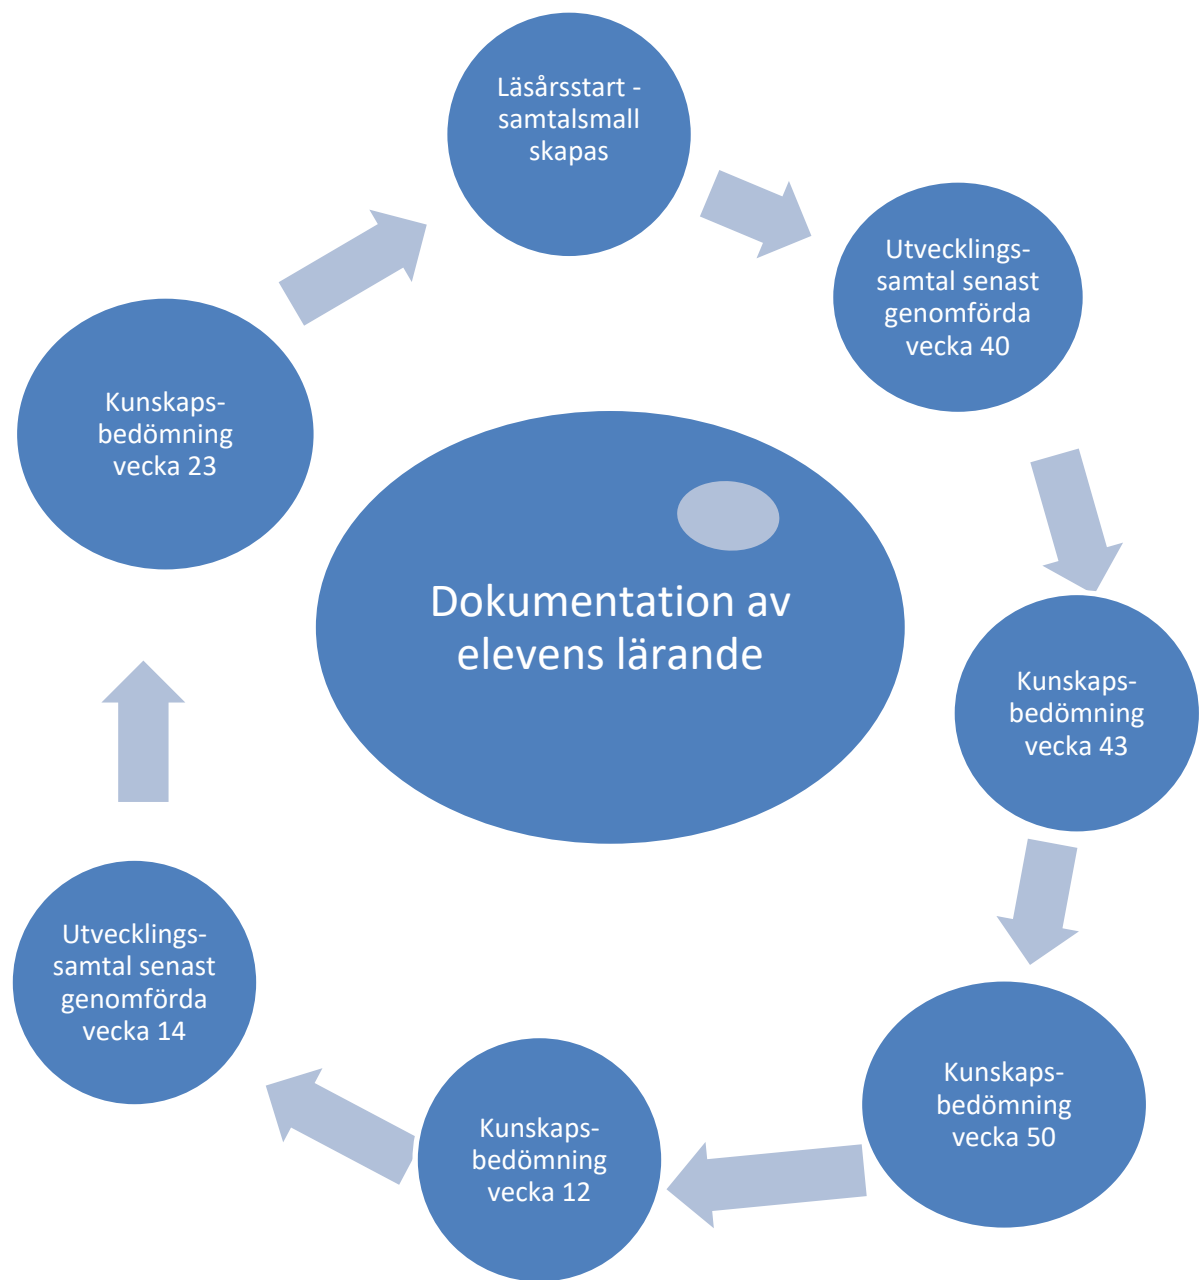 Läsårsstart -
samtalsmall
skapas
Utvecklings-
samtal senast
genomförda
vecka 40
Kunskaps-
bedömning
vecka 43
Kunskaps-
bedömning
vecka 50
Kunskaps-
bedömning
vecka 12
Utvecklings-
samtal senast
genomförda
vecka 14
Kunskaps-
bedömning
vecka 23
Dokumentation av
elevens lärande